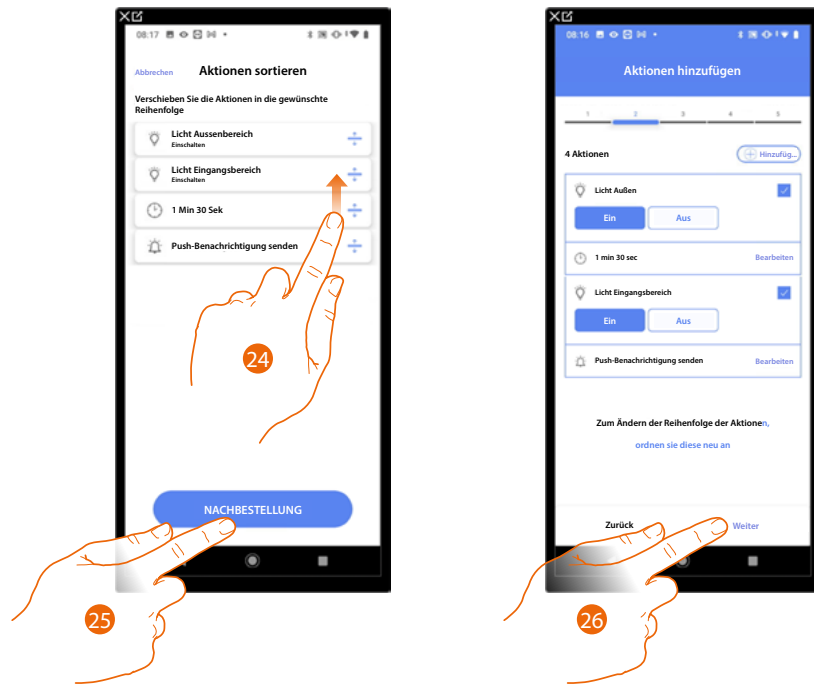 08:17
Abbrechen Aktionen sortieren
Verschieben Sie die Aktionen in die gewünschte
Reihenfolge
Licht Aussenbereich
Einschalten
Licht Eingangsbereich
Einschalten
1 Min 30 Sek
Push-Benachrichtigung senden
24
NACHBESTELLUNG
25
08:16
Aktionen hinzufügen
1 2 3 4 5
4 Aktionen
Hinzufüg...
Licht Außen
Ein Aus
1 min 30 sec Bearbeiten
Licht Eingangsbereich
Ein Aus
Push-Benachrichtigung senden Bearbeiten
Zum Ändern der Reihenfolge der Aktionen,
ordnen sie diese neu an
Zurück Weiter
26